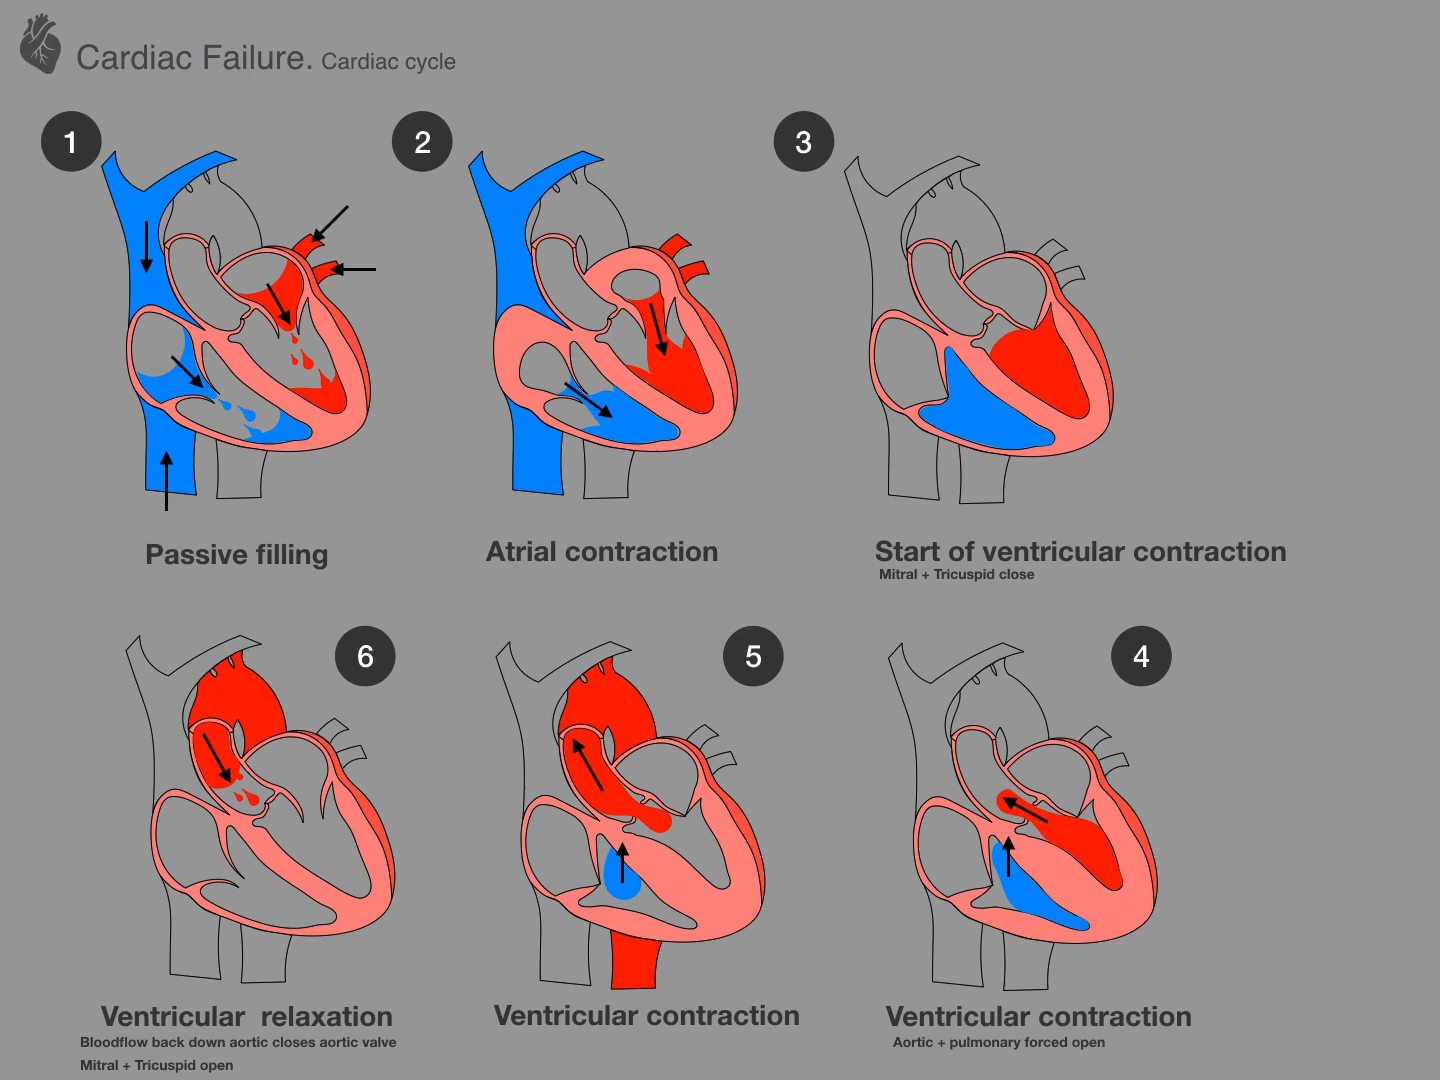 Cardiac Failure. Cardiac cycle
1
2
3
Passive filling
Atrial contraction
Start of ventricular contraction
Mitral + Tricuspid close
6
5
4
Ventricular relaxation
Bloodflow back down aortic closes aortic valve
Mitral + Tricuspid open
Ventricular contraction
Ventricular contraction
Aortic + pulmonary forced open